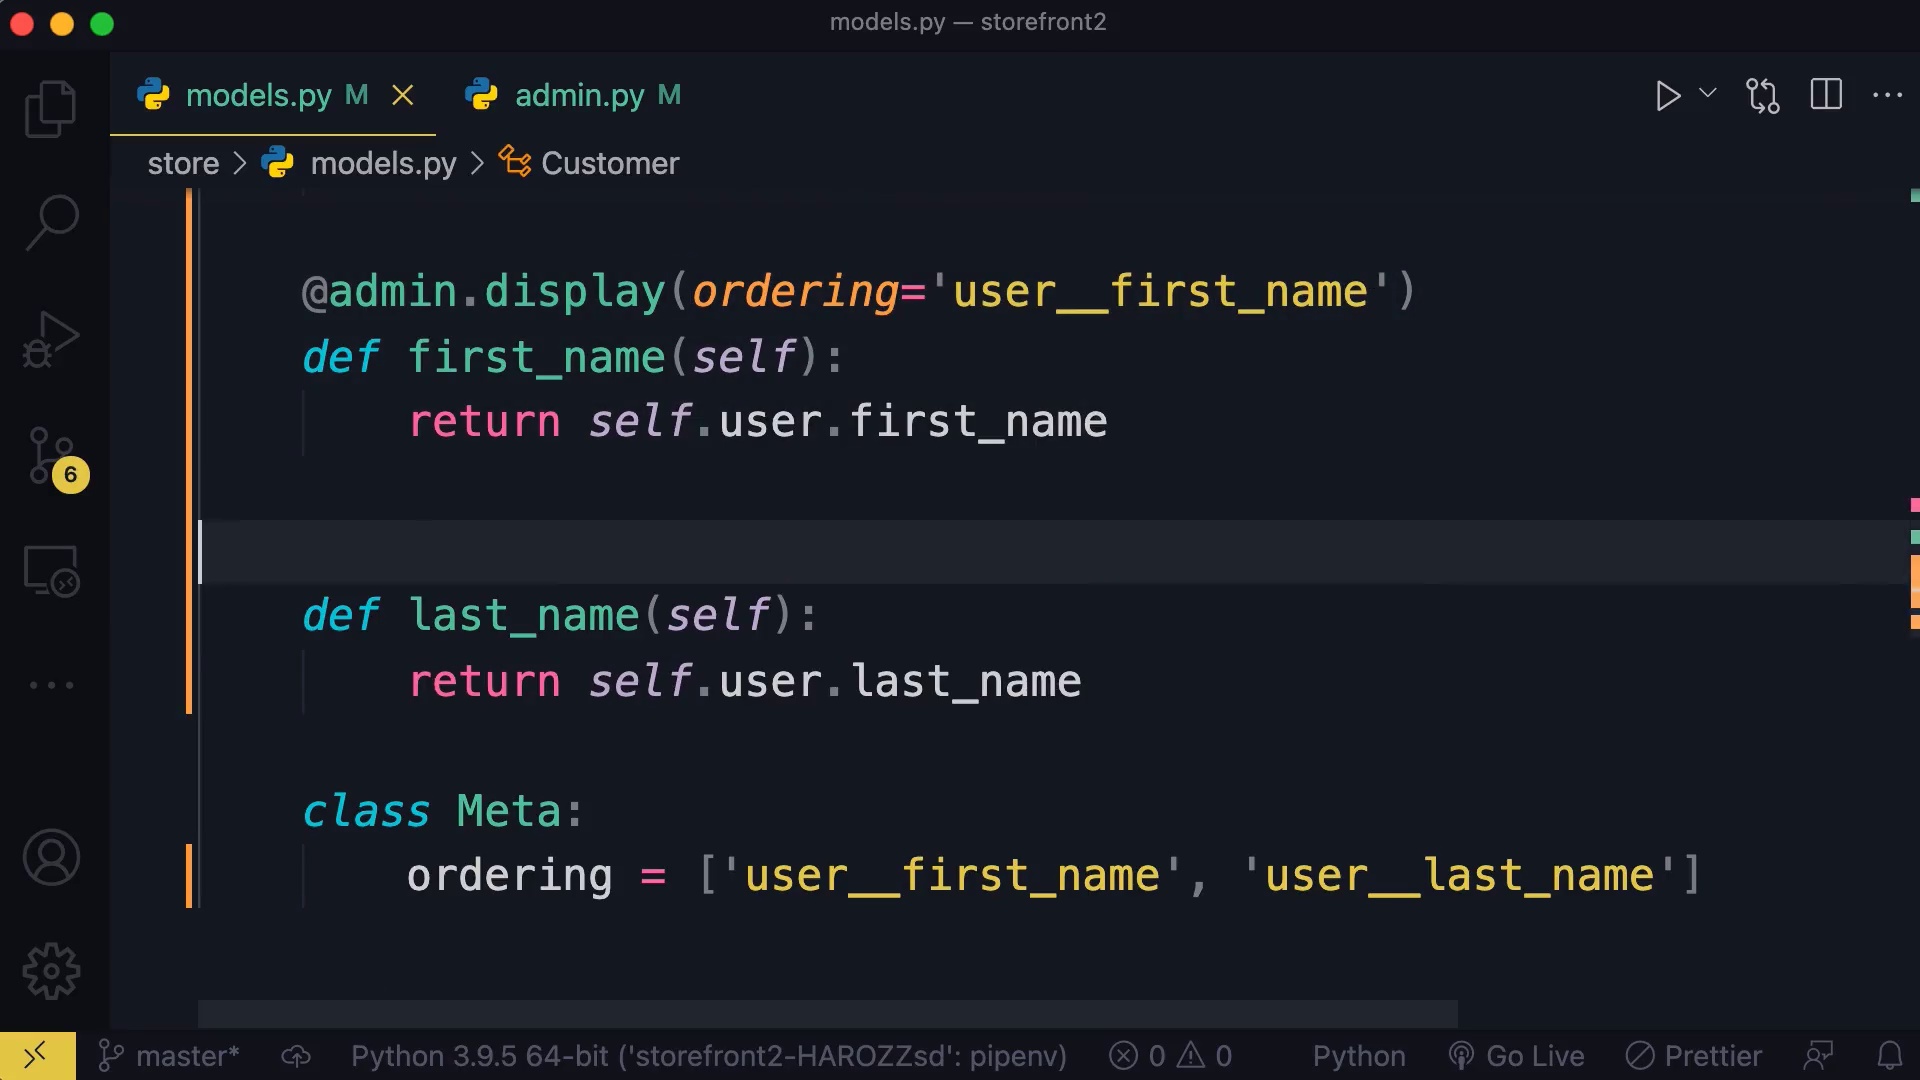 models.py — storefront2
models.py M admin.py M
store > models.py > Customer
@admin.display(ordering='user__first_name')
def first_name(self):
return self.user.first_name
def last_name(self):
return self.user.last_name
class Meta:
ordering = ['user__first_name', 'user__last_name']
6
master* Python 3.9.5 64-bit ('storefront2-HAROZZsd': pipenv) 0 0 Python Go Live Prettier